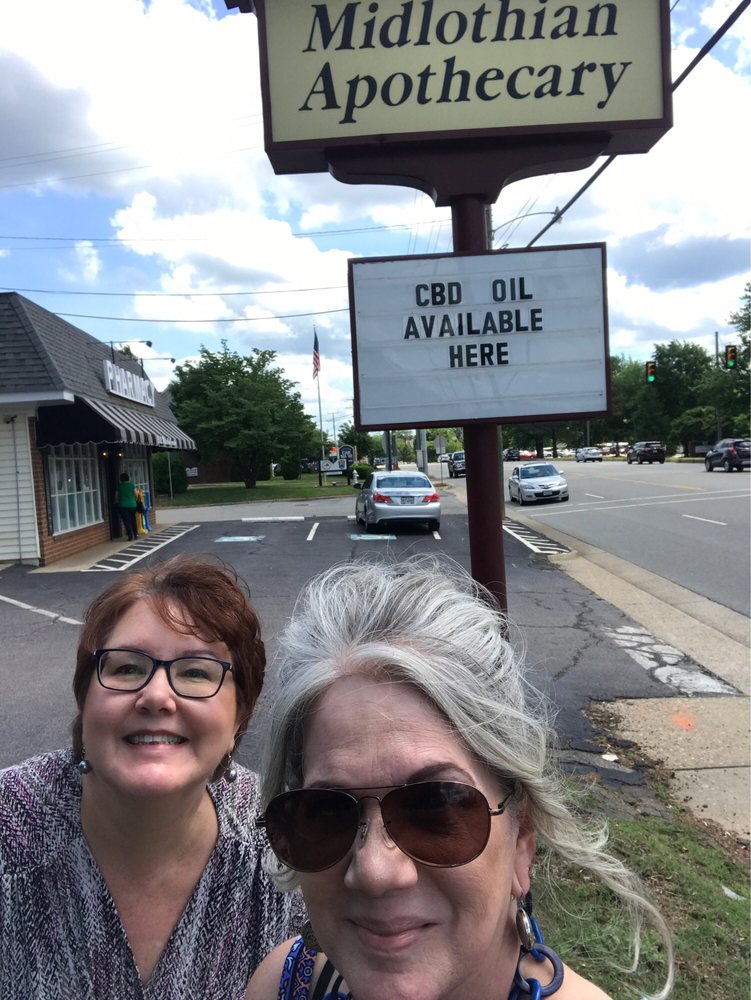 Midlothian
Apothecary
CBD OIL
AVAILABLE
HERE
PHARMACY